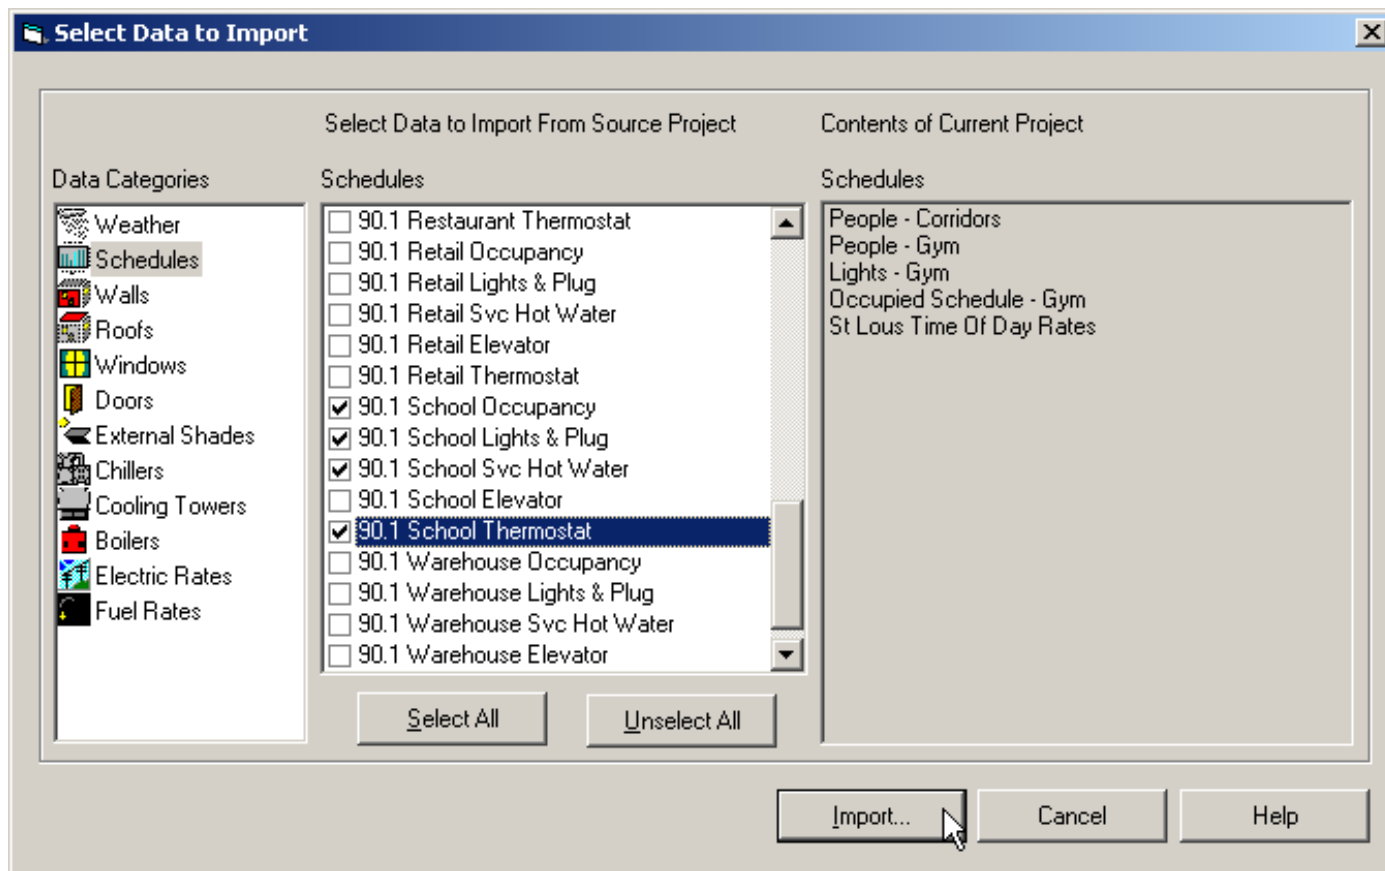 Select Data to Import
Select Data to Import From Source Project
Contents of Current Project
Data Categories
Schedules
Schedules
Weather
Schedules
Walls
Roofs
Windows
Doors
External Shades
Chillers
Cooling Towers
Boilers
Electric Rates
Fuel Rates
90.1 Restaurant Thermostat
90.1 Retail Occupancy
90.1 Retail Lights & Plug
90.1 Retail Svc Hot Water
90.1 Retail Elevator
90.1 Retail Thermostat
90.1 School Occupancy
90.1 School Lights & Plug
90.1 School Svc Hot Water
90.1 School Elevator
90.1 School Thermostat
90.1 Warehouse Occupancy
90.1 Warehouse Lights & Plug
90.1 Warehouse Svc Hot Water
90.1 Warehouse Elevator
People - Corridors
People - Gym
Lights - Gym
Occupied Schedule - Gym
St Lous Time Of Day Rates
Select All
Unselect All
Import...
Cancel
Help